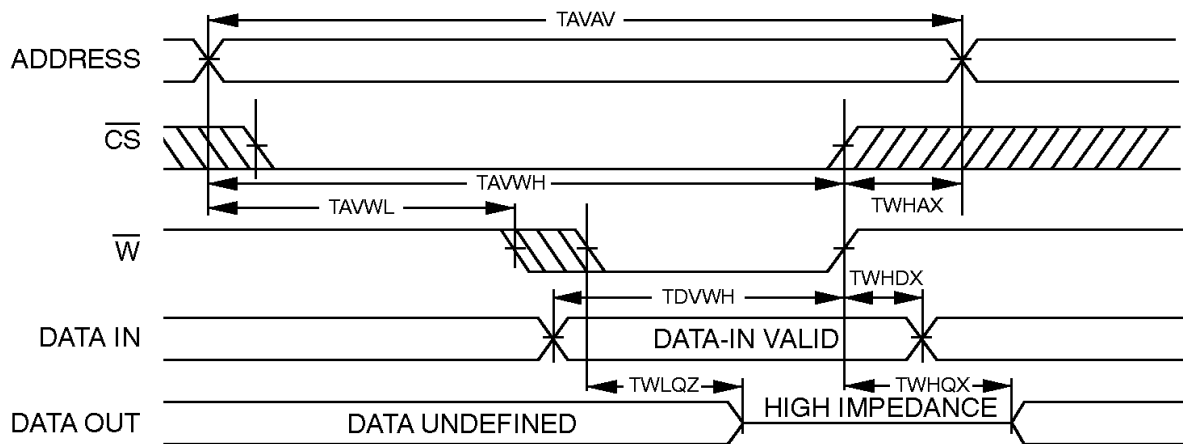 TAVAV
ADDRESS
CS
TAVWH
TWHAX
TAVWL
W
TWHDX
TDVWH
DATA IN
DATA-IN VALID
TWLQZ
TWHQX
HIGH IMPEDANCE
DATA OUT
DATA UNDEFINED